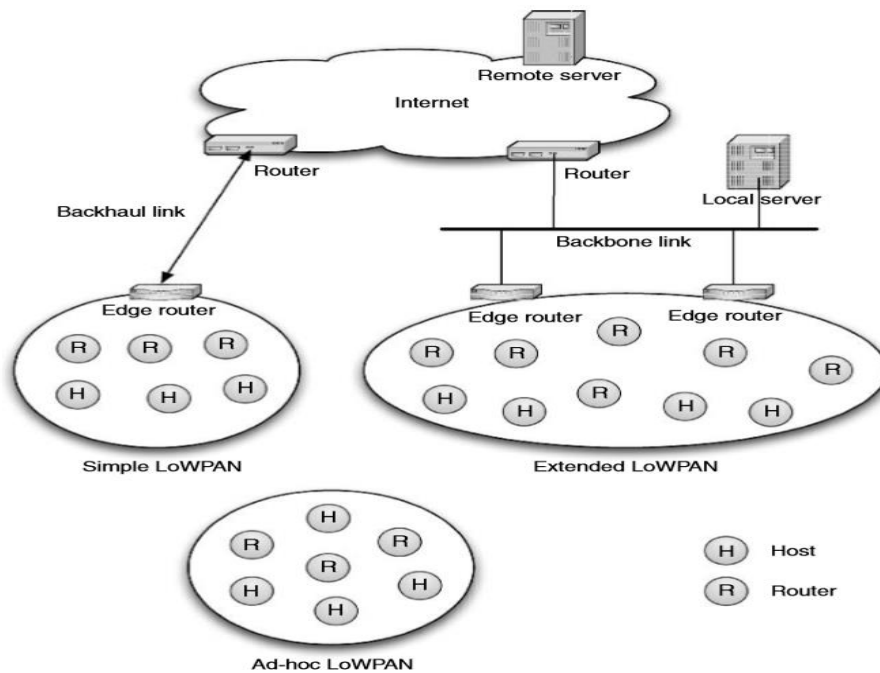 Remote server
Internet
Router
Router
Backhaul link
Local server
Backbone link
Edge router
Edge router
Edge router
R
R
R
H
H
H
R
R
R
R
R
H
H
R
H
H
Simple LoWPAN
Extended LoWPAN
H
R
R
R
H
H
H
H Host
R Router
Ad-hoc LoWPAN